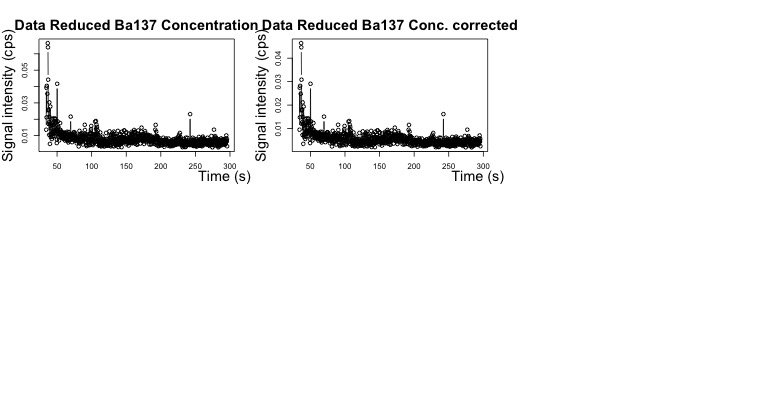 Data Reduced Ba137 Concentration
Signal intensity (cps)
0.01 0.03 0.05
50 100 150 200 250 300
Time (s)
Data Reduced Ba137 Conc. corrected
Signal intensity (cps)
0.01 0.02 0.03 0.04
50 100 150 200 250 300
Time (s)